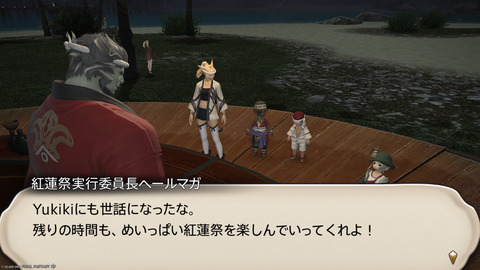 紅蓮祭実行委員長ヘールマガ
Yukikiにも世話になったな。
残りの時間も、めいっぱい紅蓮祭を楽しんでいってくれよ！